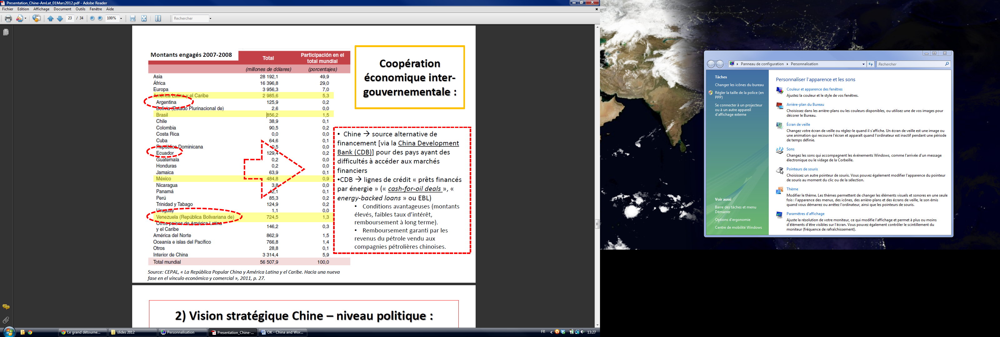 Presentation_Chine-AmLat_01Mars2012.pdf - Adobe Reader
Fichier Edition Affichage Document Outils Fenêtre Aide
23 / 34 100% Rechercher
Montants engagés 2007-2008
Total Participación en el total mundial
(millones de dólares) (porcentajes)
Asia 28 192,1 49,9
África 16 396,8 29,0
Europa 3 956,3 7,0
América Latina y el Caribe 2 985,6 5,3
Argentina 125,9 0,2
Bolivia (Estado Plurinacional de) 2,6 0,0
Brasil 856,2 1,5
Chile 38,9 0,1
Colombia 90,5 0,2
Costa Rica 0,0 0,0
Cuba 64,6 0,1
República Dominicana 0,5 0,0
Ecuador 129,4 0,2
Guatemala 0,2 0,0
Honduras 0,2 0,0
Jamaica 63,9 0,1
México 484,8 0,9
Nicaragua 3,8 0,0
Panamá 42,1 0,1
Perú 85,3 0,2
Trinidad y Tabago 124,9 0,2
Uruguay 1,1 0,0
Venezuela (República Bolivariana de) 724,5 1,3
Otros países de América Latina
y el Caribe 146,2 0,3
América del Norte 862,9 1,5
Oceanía e islas del Pacífico 766,8 1,4
Otros 28,8 0,1
Interior de China 3 314,4 5,9
Total mundial 56 507,9 100,0
Source: CEPAL, « La República Popular China y América Latina y el Caribe. Hacia una nueva
fase en el vínculo económico y comercial », 2011, p. 27.
Coopération
économique inter-
gouvernementale :
• Chine → source alternative de
financement [via la China Development
Bank (CDB)] pour des pays ayant des
difficultés à accéder aux marchés
financiers
•CDB → lignes de crédit « prêts financés
par énergie » (« cash-for-oil deals », «
energy-backed loans » ou EBL)
• Conditions avantageuses (montants
élevés, faibles taux d'intérêt,
remboursement à long terme).
• Remboursement garanti par les
revenus du pétrole vendu aux
compagnies pétrolières chinoises.
2) Vision stratégique Chine – niveau politique :
Le grand détourne... slides 2012 Personnalisation Presentation_Chine-... OK - China and Wor... FR 13:27
Panneau de configuration Personnalisation Rechercher
Tâches
Changer les icônes du bureau
Régler la taille de la police (en
PPP)
Se connecter à un projecteur
ou à un autre appareil
d'affichage externe
Voir aussi
Barre des tâches et menu
Démarrer
Options d'ergonomie
Centre de mobilité Windows
Personnaliser l'apparence et les sons
Couleur et apparence des fenêtres
Ajustez la couleur et le style de vos fenêtres.
Arrière-plan du Bureau
Choisissez dans les arrière-plans ou les couleurs disponibles, ou utilisez une de vos images pour
décorer le Bureau.
Écran de veille
Changez votre écran de veille ou réglez-le quand il s'affiche. Un écran de veille est une image ou
une animation qui recouvre l'écran et apparaît quand l'ordinateur est inactif pendant une période
de temps définie.
Sons
Changez les sons qui accompagnent les événements Windows, comme l'arrivée d'un message
électronique ou le vidage de la Corbeille.
Pointeurs de souris
Choisissez un autre pointeur de souris. Vous pouvez également modifier l'apparence du pointeur
de souris au moment du clic ou de la sélection.
Thème
Modifier le thème. Les thèmes permettent de changer les éléments visuels et sonores en une seule
fois : l'apparence des menus, des icônes, des arrière-plans et des écrans de veille, le son émis
quand vous démarrez ou arrêtez l'ordinateur, ainsi que les pointeurs de souris.
Paramètres d'affichage
Ajuste la résolution de votre moniteur, ce qui modifie l'affichage et permet à plus ou moins
d'éléments d'être visibles sur l'écran. Vous pouvez également contrôler le scintillement du
moniteur (fréquence de rafraîchissement).